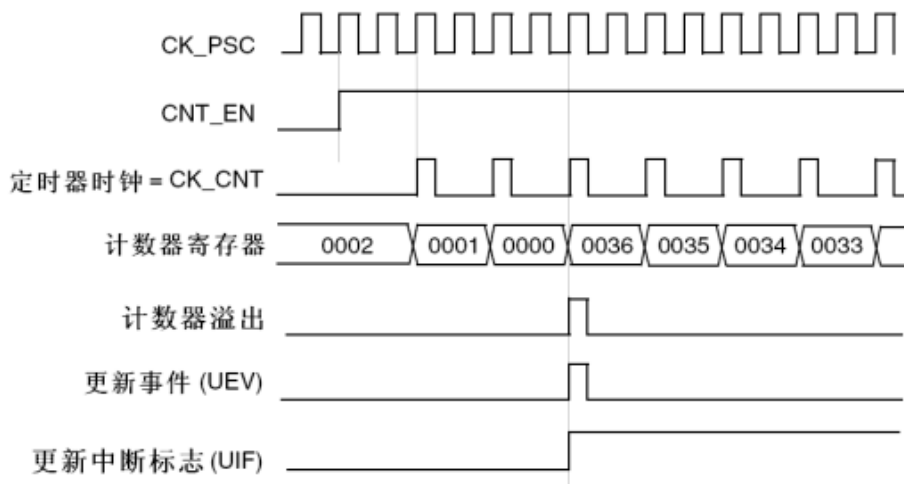 CK_PSC
CNT_EN
定时器时钟 = CK_CNT
计数器寄存器 0002 0001 0000 0036 0035 0034 0033
计数器溢出
更新事件 (UEV)
更新中断标志 (UIF)